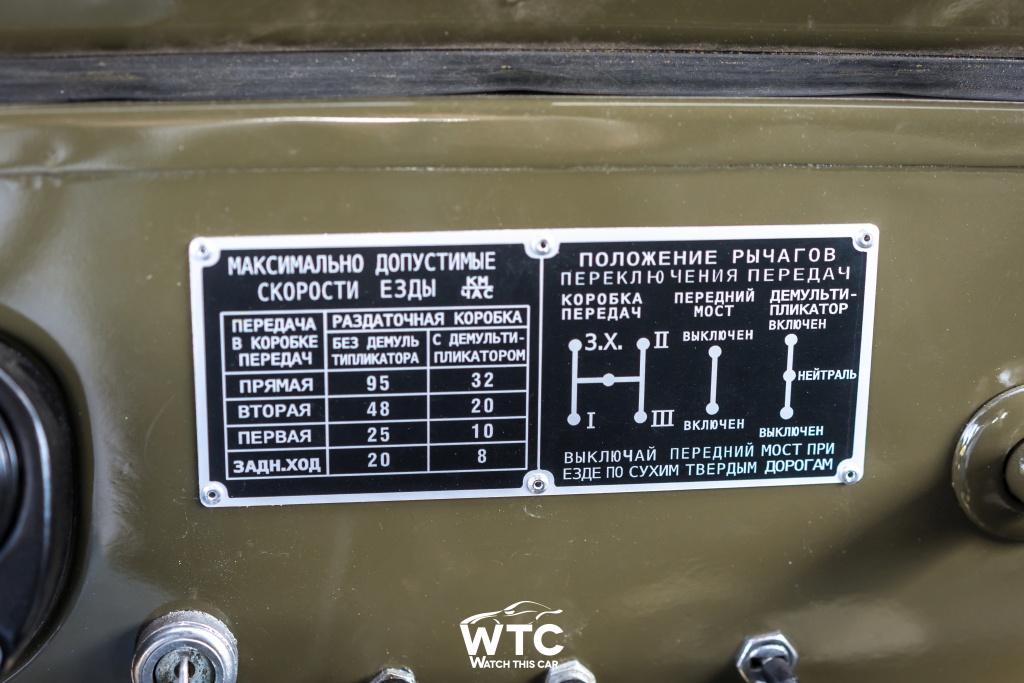 МАКСИМАЛЬНО ДОПУСТИМЫЕ
СКОРОСТИ ЕЗДЫ КМ/ЧАС
ПЕРЕДАЧА В КОРОБКЕ ПЕРЕДАЧ
РАЗДАТОЧНАЯ КОРОБКА
БЕЗ ДЕМУЛЬ
ТИПЛИКАТОРА
С ДЕМУЛЬТИ-
ПЛИКАТОРОМ
ПРЯМАЯ 95 32
ВТОРАЯ 48 20
ПЕРВАЯ 25 10
ЗАДН.ХОД 20 8
ПОЛОЖЕНИЕ РЫЧАГОВ
ПЕРЕКЛЮЧЕНИЯ ПЕРЕДАЧ
КОРОБКА
ПЕРЕДАЧ
З.Х. II
I III
ПЕРЕДНИЙ
МОСТ
ВЫКЛЮЧЕН
ВКЛЮЧЕН
ДЕМУЛЬТИ-
ПЛИКАТОР
ВКЛЮЧЕН
НЕЙТРАЛЬ
ВЫКЛЮЧЕН
ВЫКЛЮЧАЙ ПЕРЕДНИЙ МОСТ ПРИ
ЕЗДЕ ПО СУХИМ ТВЕРДЫМ ДОРОГАМ
WTC
WATCH THIS CAR